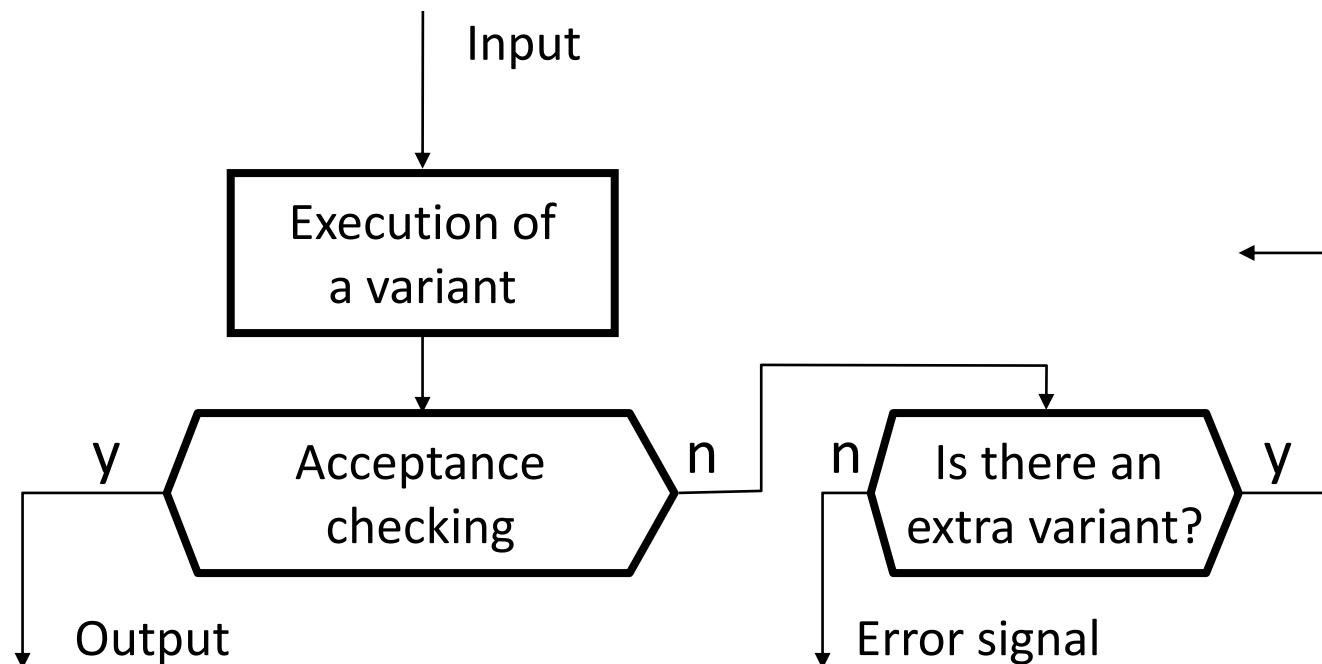 Input
Execution of
a variant
y
Acceptance
checking
n
n
Is there an
extra variant?
y
Output
Error signal